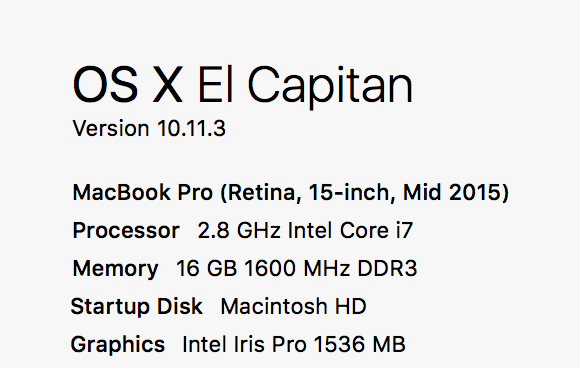 OS X El Capitan
Version 10.11.3
MacBook Pro (Retina, 15-inch, Mid 2015)
Processor 2.8 GHz Intel Core i7
Memory 16 GB 1600 MHz DDR3
Startup Disk Macintosh HD
Graphics Intel Iris Pro 1536 MB